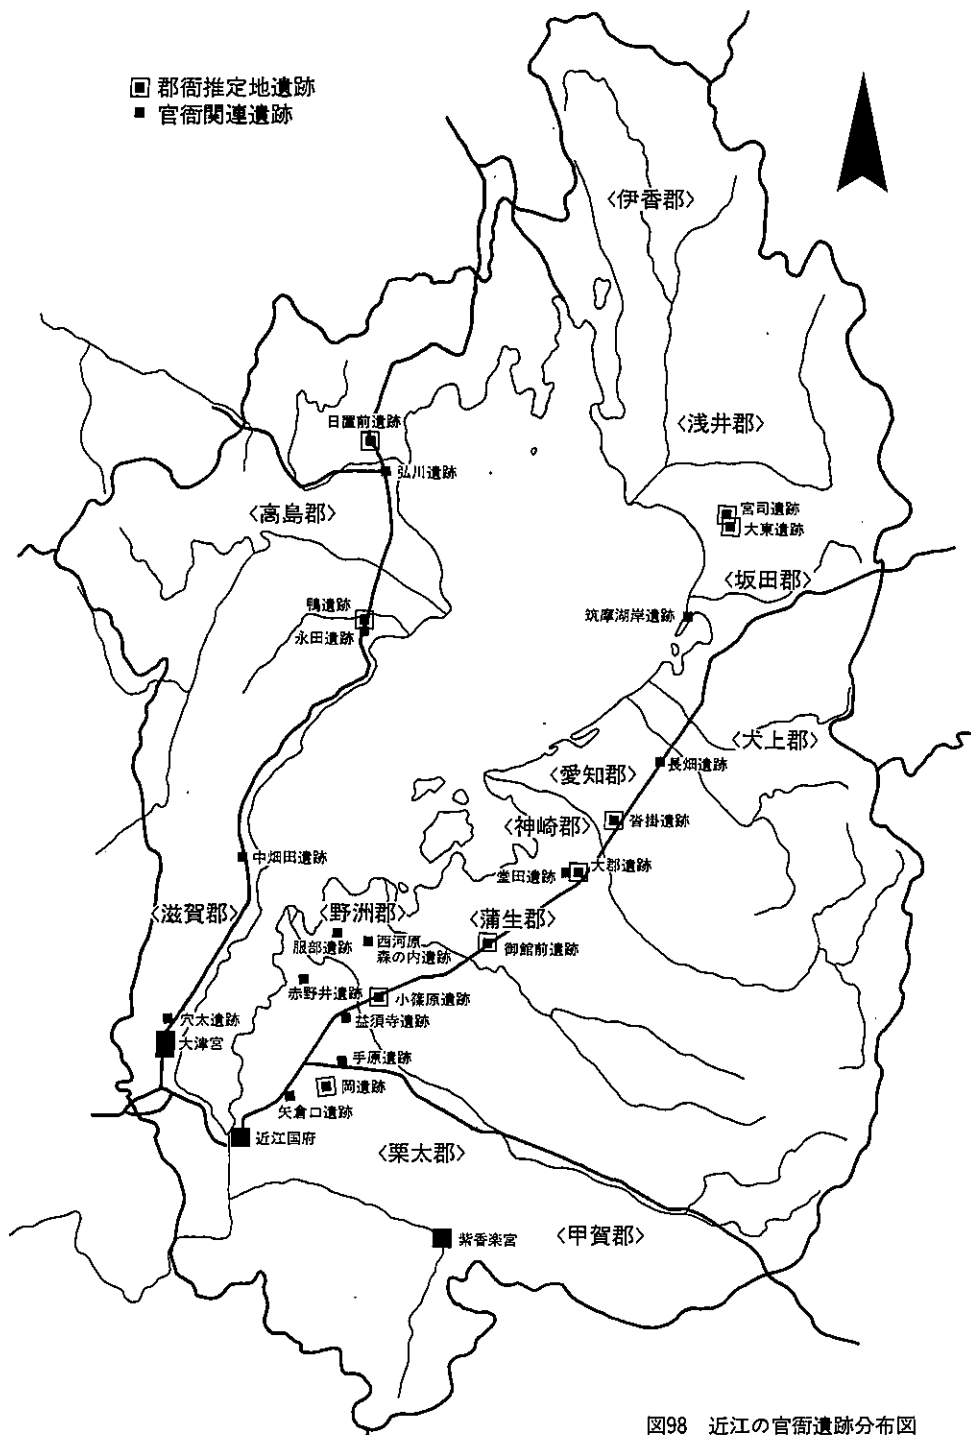 郡衙推定地遺跡
官衙関連遺跡
〈伊香郡〉
日置前遺跡
〈浅井郡〉
弘川遺跡
〈高島郡〉
宮司遺跡
大東遺跡
〈坂田郡〉
鴨遺跡
筑摩湖岸遺跡
永田遺跡
〈犬上郡〉
長畑遺跡
〈愛知郡〉
沓掛遺跡
〈神崎郡〉
中畑田遺跡
大郡遺跡
堂田遺跡
〈滋賀郡〉
〈野洲郡〉
〈蒲生郡〉
服部遺跡
西河原
森の内遺跡
御館前遺跡
赤野井遺跡
小篠原遺跡
穴太遺跡
益須寺遺跡
大津宮
手原遺跡
岡遺跡
矢倉口遺跡
近江国府
〈栗太郡〉
〈甲賀郡〉
紫香楽宮
図98 近江の官衙遺跡分布図